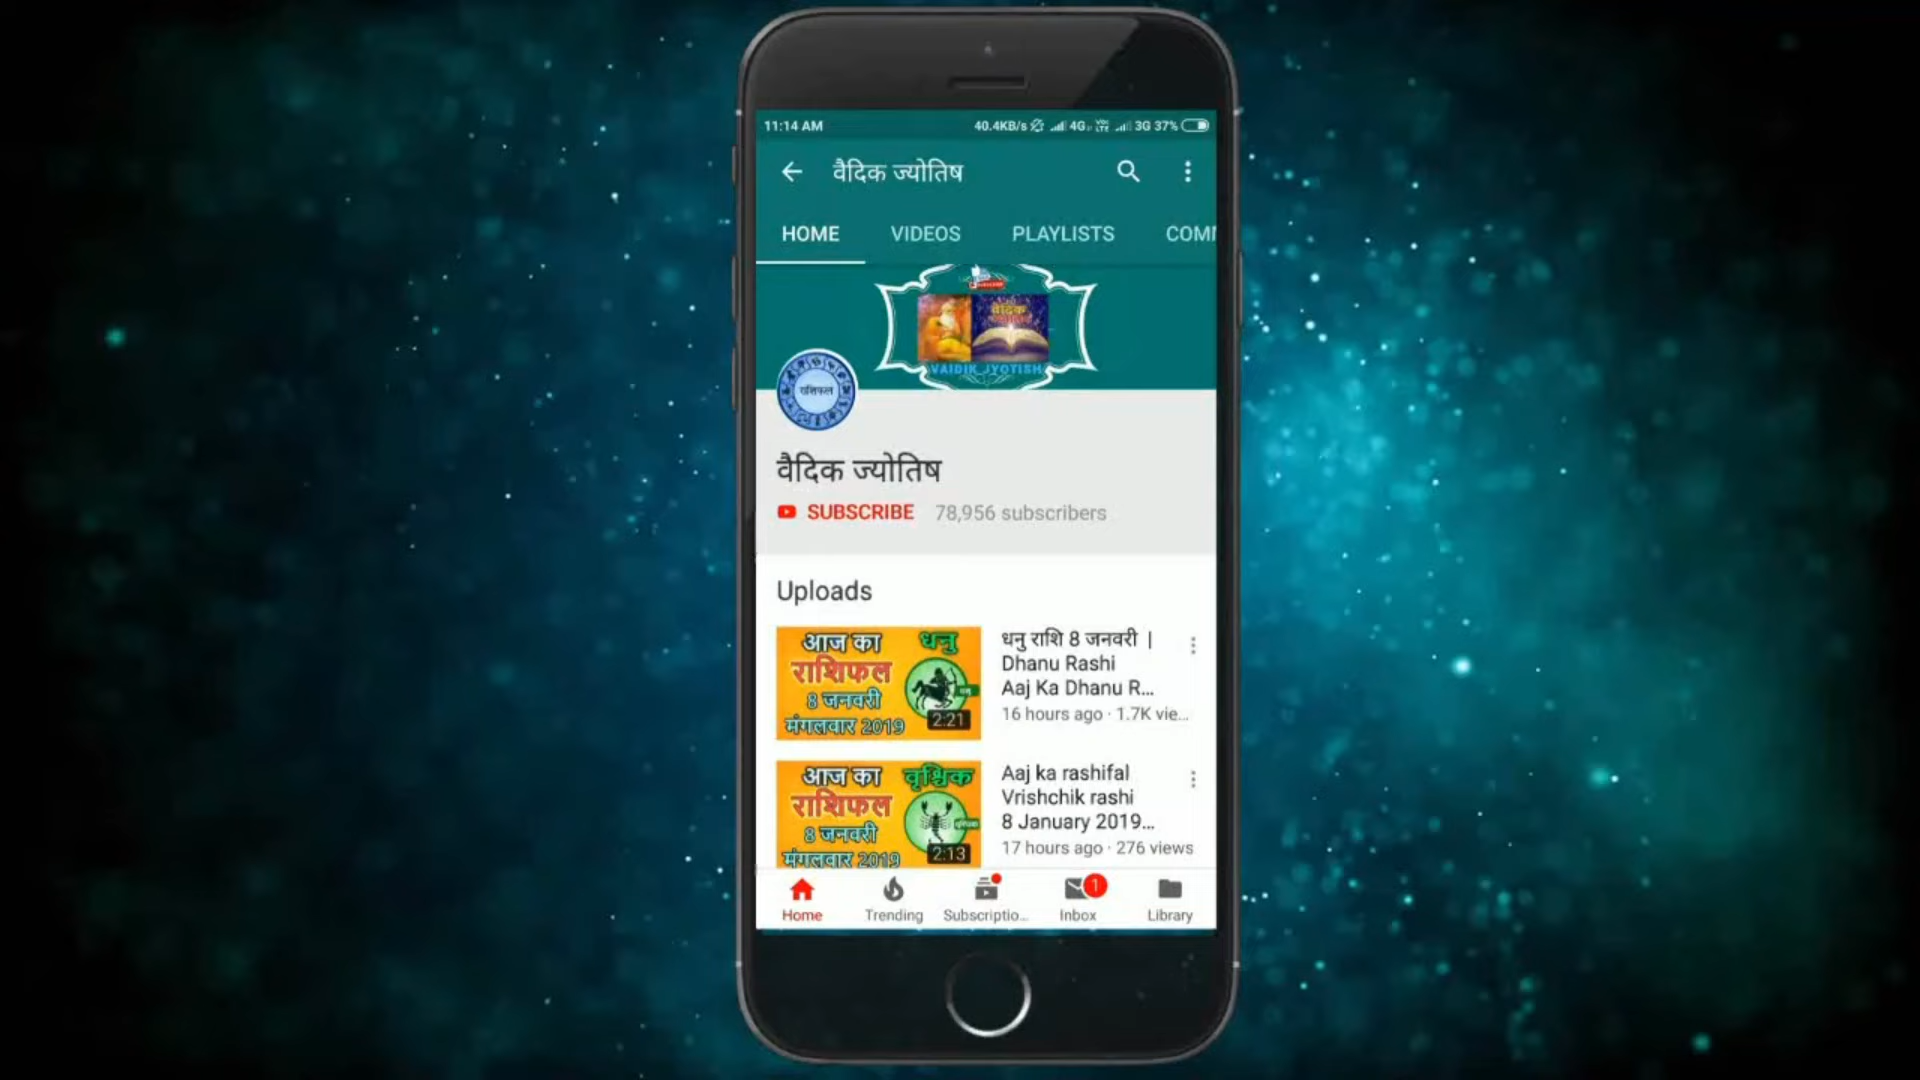 11:14 AM
40.4KB/s 4G VoLTE 3G 37%
वैदिक ज्योतिष
HOME VIDEOS PLAYLISTS COMM
वैदिक
VAIDIK JYOTISH
राशिफल
वैदिक ज्योतिष
SUBSCRIBE 78,956 subscribers
Uploads
आज का धनु
राशिफल
8 जनवरी
मंगलवार 2019
2:21
धनु राशि 8 जनवरी |
Dhanu Rashi
Aaj Ka Dhanu R...
16 hours ago · 1.7K vie...
आज का वृश्चिक
राशिफल
8 जनवरी
मंगलवार 2019
2:13
Aaj ka rashifal
Vrishchik rashi
8 January 2019...
17 hours ago · 276 views
1
Home Trending Subscriptio... Inbox Library